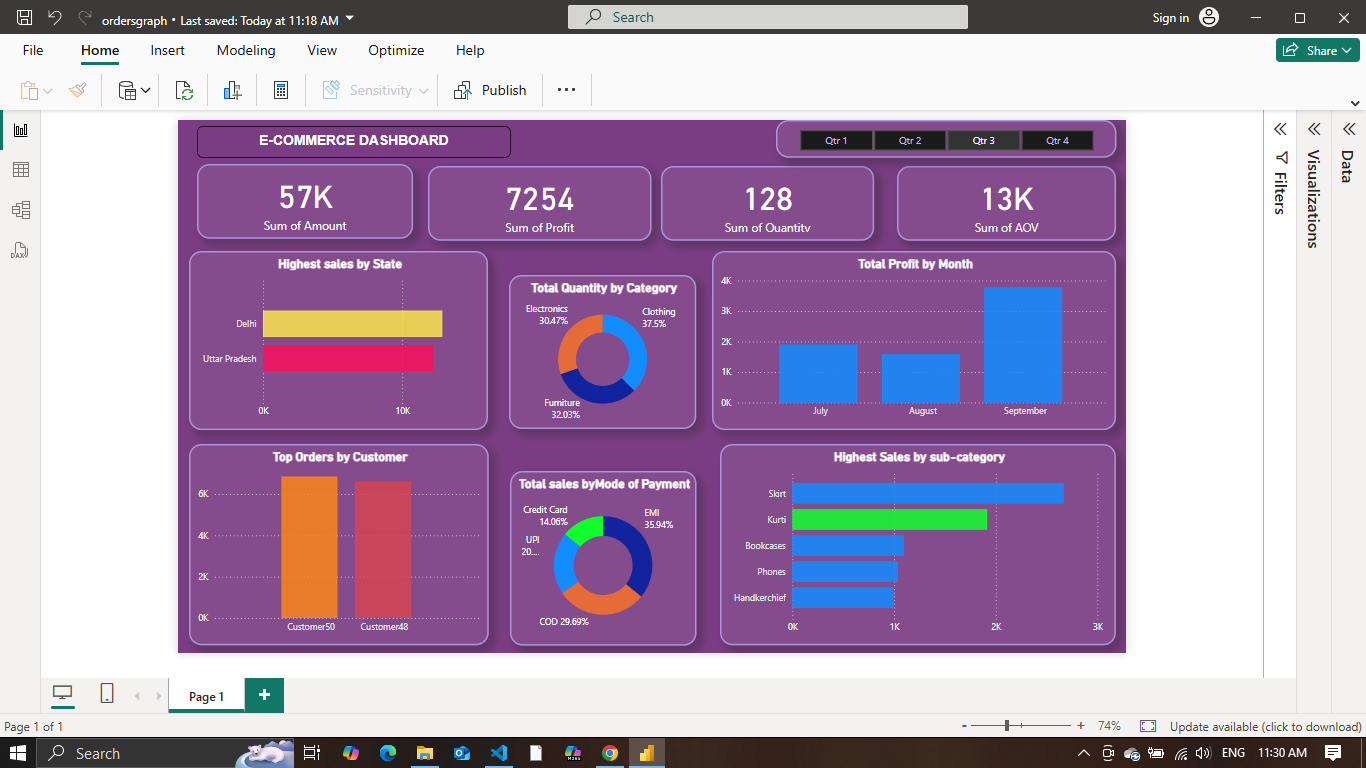 ordersgraph • Last saved: Today at 11:18 AM
Search
Sign in
File
Home
Insert
Modeling
View
Optimize
Help
Share
Sensitivity
Publish
E-COMMERCE DASHBOARD
Qtr 1
Qtr 2
Qtr 3
Qtr 4
57K
Sum of Amount
7254
Sum of Profit
128
Sum of Quantity
13K
Sum of AOV
Highest sales by State
Delhi
Uttar Pradesh
0K
10K
Total Quantity by Category
Electronics
30.47%
Clothing
37.5%
Furniture
32.03%
Total Profit by Month
4K
3K
2K
1K
0K
July
August
September
Top Orders by Customer
6K
4K
2K
0K
Customer50
Customer48
Total sales byMode of Payment
Credit Card
14.06%
EMI
35.94%
UPI
20....
COD 29.69%
Highest Sales by sub-category
Skirt
Kurti
Bookcases
Phones
Handkerchief
0K
1K
2K
3K
Filters
Visualizations
Data
DAX
Page 1
Page 1 of 1
- + 74%
Update available (click to download)
Search
ENG
11:30 AM